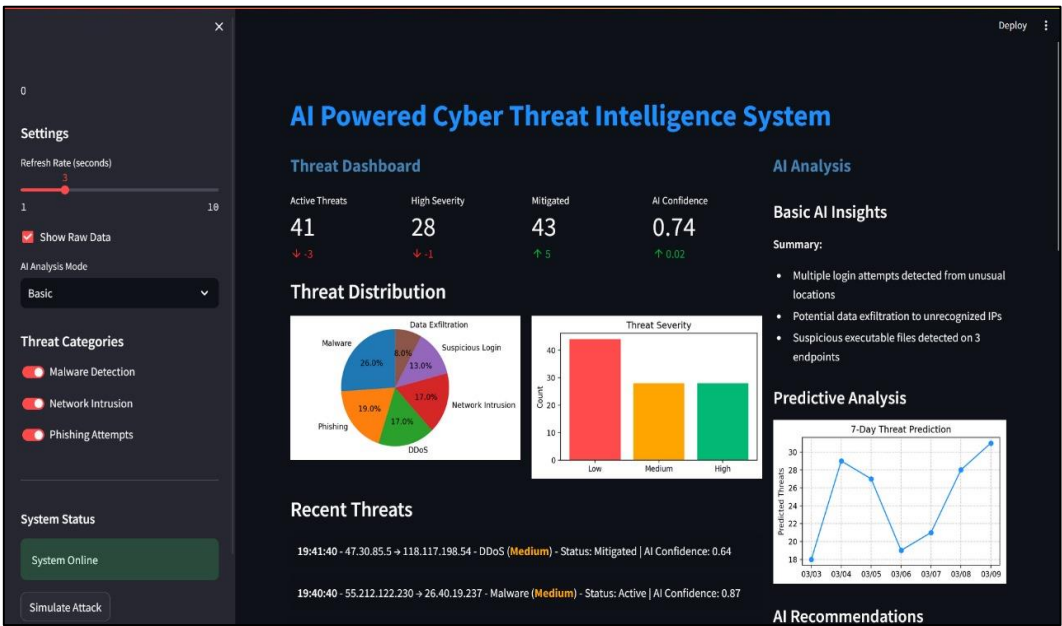 Deploy
0
Settings
Refresh Rate (seconds)
3
1 10
Show Raw Data
AI Analysis Mode
Basic
Threat Categories
Malware Detection
Network Intrusion
Phishing Attempts
System Status
System Online
Simulate Attack
AI Powered Cyber Threat Intelligence System
Threat Dashboard
Active Threats High Severity Mitigated AI Confidence
41 28 43 0.74
↓ -3 ↓ -1 ↑ 5 ↑ 0.02
Threat Distribution
Data Exfiltration
Malware
Suspicious Login
8.0%
26.0%
13.0%
17.0%
Network Intrusion
19.0%
17.0%
Phishing
DDoS
Threat Severity
Count
40
30
20
10
0
Low Medium High
Recent Threats
19:41:40 - 47.30.85.5 → 118.117.198.54 - DDoS (Medium) - Status: Mitigated | AI Confidence: 0.64
19:40:40 - 55.212.122.230 → 26.40.19.237 - Malware (Medium) - Status: Active | AI Confidence: 0.87
AI Analysis
Basic AI Insights
Summary:
• Multiple login attempts detected from unusual
locations
• Potential data exfiltration to unrecognized IPs
• Suspicious executable files detected on 3
endpoints
Predictive Analysis
7-Day Threat Prediction
Predicted Threats
30
28
26
24
22
20
18
03/03 03/04 03/05 03/06 03/07 03/08 03/09
AI Recommendations